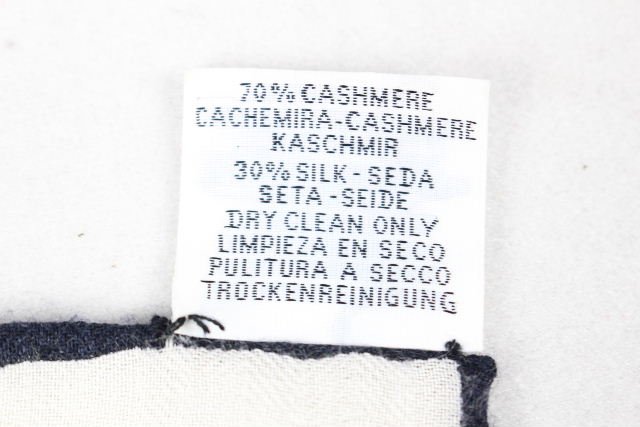 70% CASHMERE
CACHEMIRA-CASHMERE
KASCHMIR
30% SILK - SEDA
SETA - SEIDE
DRY CLEAN ONLY
LIMPIEZA EN SECO
PULITURA A SECCO
TROCKENREINIGUNG